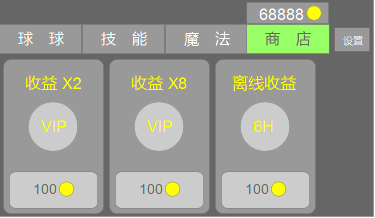 68888
球 球 技 能 魔 法 商 店 设置
收益 X2 收益 X8 离线收益
VIP VIP 6H
100 100 100